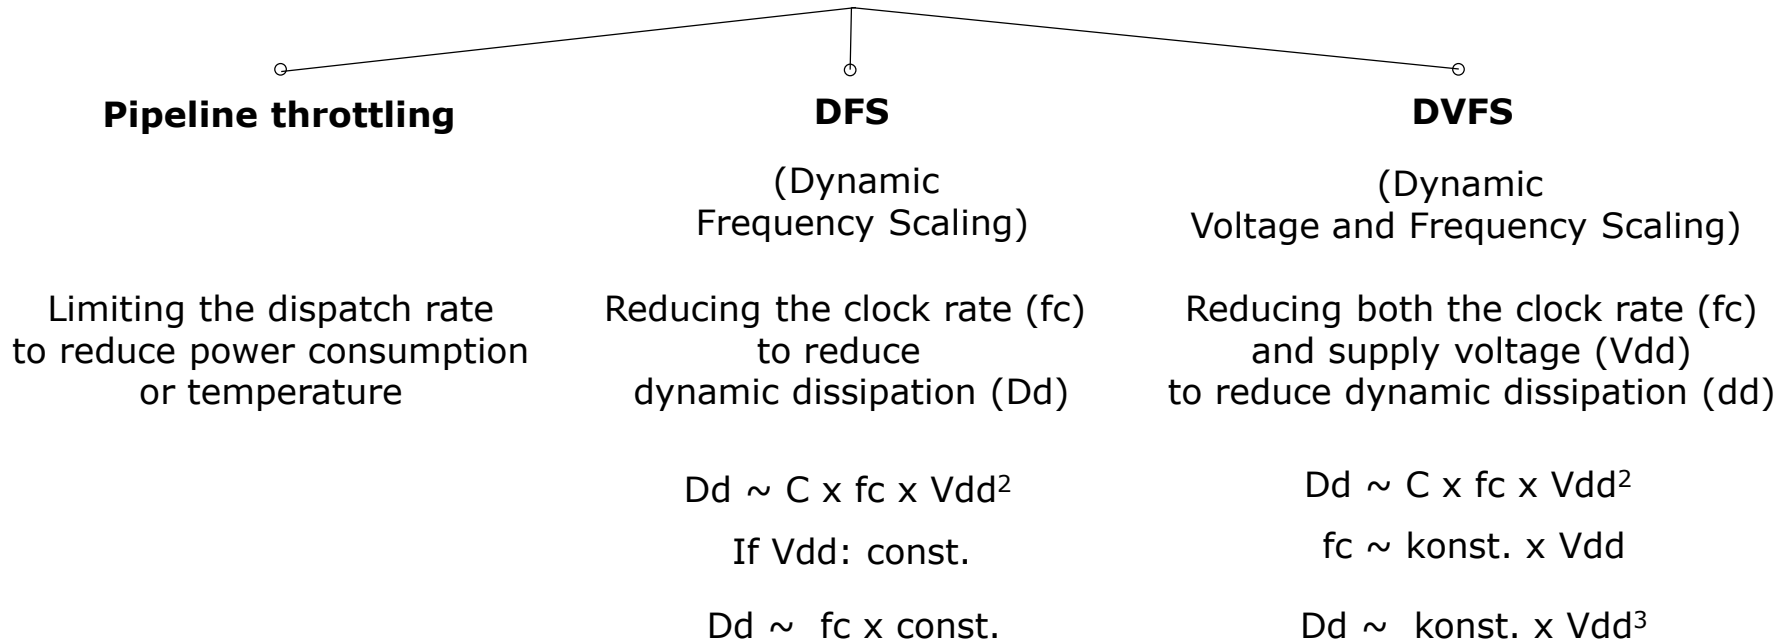 Pipeline throttling
Limiting the dispatch rate
to reduce power consumption
or temperature
DFS
(Dynamic
Frequency Scaling)
Reducing the clock rate (fc)
to reduce
dynamic dissipation (Dd)
Dd ~ C x fc x Vdd²
If Vdd: const.
Dd ~ fc x const.
DVFS
(Dynamic
Voltage and Frequency Scaling)
Reducing both the clock rate (fc)
and supply voltage (Vdd)
to reduce dynamic dissipation (dd)
Dd ~ C x fc x Vdd²
fc ~ konst. x Vdd
Dd ~ konst. x Vdd³